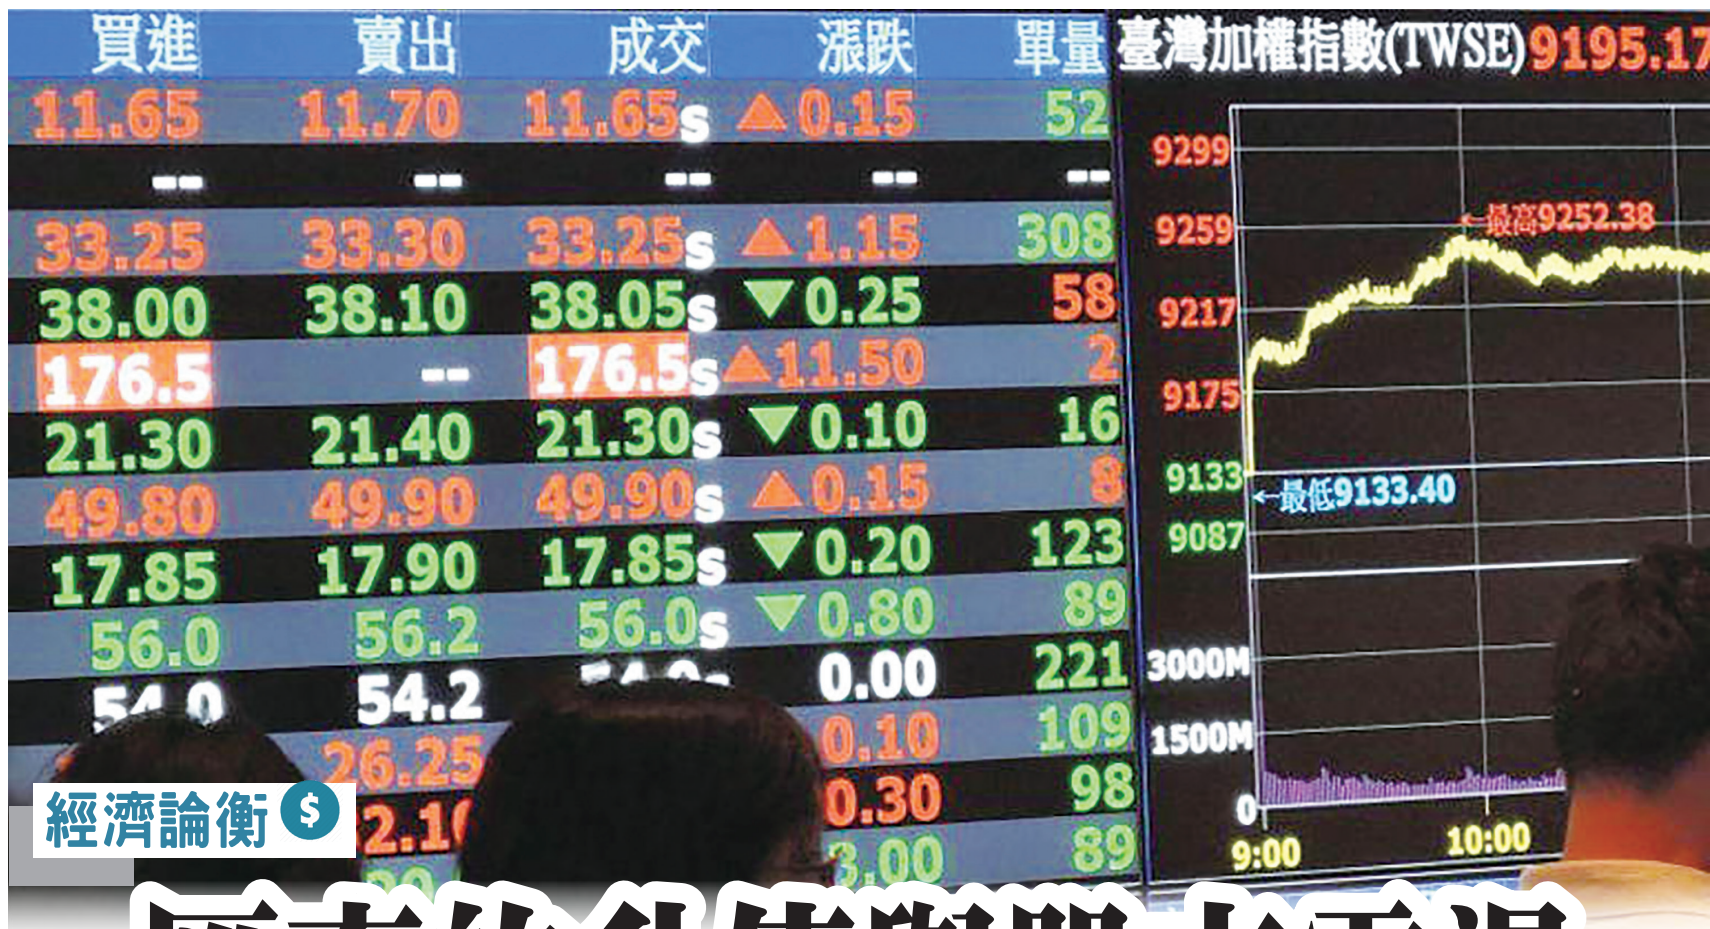 買進 賣出 成交 漲跌 單量
11.65 11.70 11.65s ▲0.15 52
-- -- -- -- --
33.25 33.30 33.25s ▲1.15 308
38.00 38.10 38.05s ▼0.25 58
176.5 -- 176.5s ▲11.50 2
21.30 21.40 21.30s ▼0.10 16
49.80 49.90 49.90s ▲0.15 8
17.85 17.90 17.85s ▼0.20 123
56.0 56.2 56.0s ▼0.80 89
54.0 54.2 0.00 221
26.25 0.10 109
0.30 98
89
臺灣加權指數(TWSE) 9195.17
9299
9259
←最高9252.38
9217
9175
9133
←最低9133.40
9087
3000M
1500M
0
9:00 10:00
經濟論衡 $